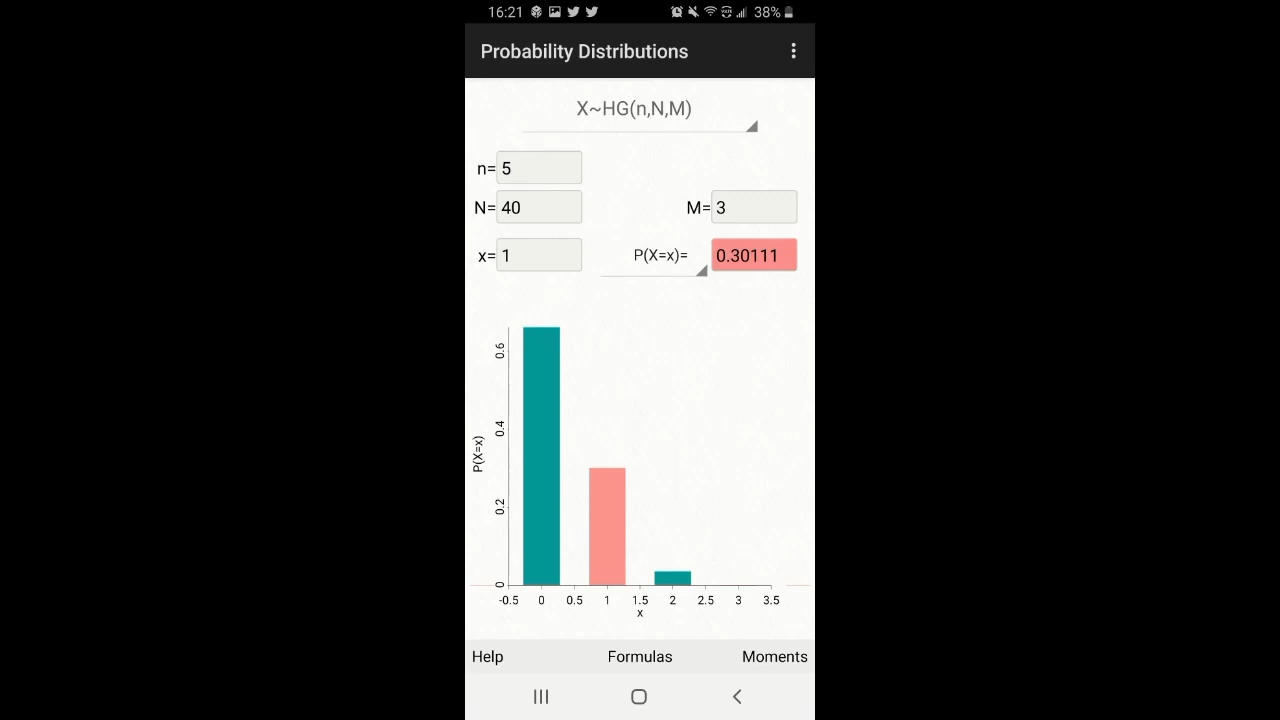 16:21 38%
Probability Distributions
X~HG(n,N,M)
n= 5
N= 40 M= 3
x= 1 P(X=x)= 0.30111
0.6
0.4
0.2
0
P(X=x)
-0.5 0 0.5 1 1.5 2 2.5 3 3.5
x
Help Formulas Moments